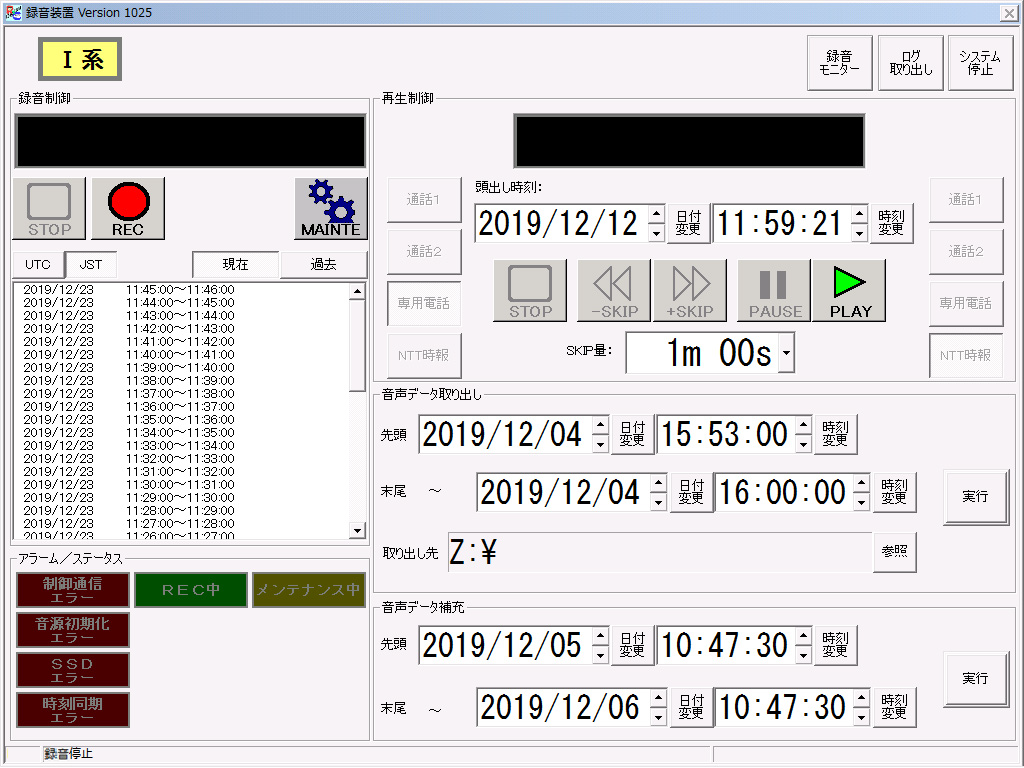 録音装置 Version 1025
Ⅰ系
録音
モニター
ログ
取り出し
システム
停止
録音制御
STOP
REC
MAINTE
UTC
JST
現在
過去
2019/12/23 11:45:00～11:46:00
2019/12/23 11:44:00～11:45:00
2019/12/23 11:43:00～11:44:00
2019/12/23 11:42:00～11:43:00
2019/12/23 11:41:00～11:42:00
2019/12/23 11:40:00～11:41:00
2019/12/23 11:39:00～11:40:00
2019/12/23 11:38:00～11:39:00
2019/12/23 11:37:00～11:38:00
2019/12/23 11:36:00～11:37:00
2019/12/23 11:35:00～11:36:00
2019/12/23 11:34:00～11:35:00
2019/12/23 11:33:00～11:34:00
2019/12/23 11:32:00～11:33:00
2019/12/23 11:31:00～11:32:00
2019/12/23 11:30:00～11:31:00
2019/12/23 11:29:00～11:30:00
2019/12/23 11:28:00～11:29:00
2019/12/23 11:27:00～11:28:00
2019/12/23 11:26:00～11:27:00
アラーム／ステータス
制御通信
エラー
ＲＥＣ中
メンテナンス中
音源初期化
エラー
ＳＳＤ
エラー
時刻同期
エラー
再生制御
通話1
通話2
専用電話
NTT時報
頭出し時刻:
2019/12/12
日付
変更
11:59:21
時刻
変更
STOP
-SKIP
+SKIP
PAUSE
PLAY
SKIP量:
1m 00s
通話1
通話2
専用電話
NTT時報
音声データ取り出し
先頭
2019/12/04
日付
変更
15:53:00
時刻
変更
末尾 ～
2019/12/04
日付
変更
16:00:00
時刻
変更
実行
取り出し先
Z:¥
参照
音声データ補充
先頭
2019/12/05
日付
変更
10:47:30
時刻
変更
末尾 ～
2019/12/06
日付
変更
10:47:30
時刻
変更
実行
録音停止